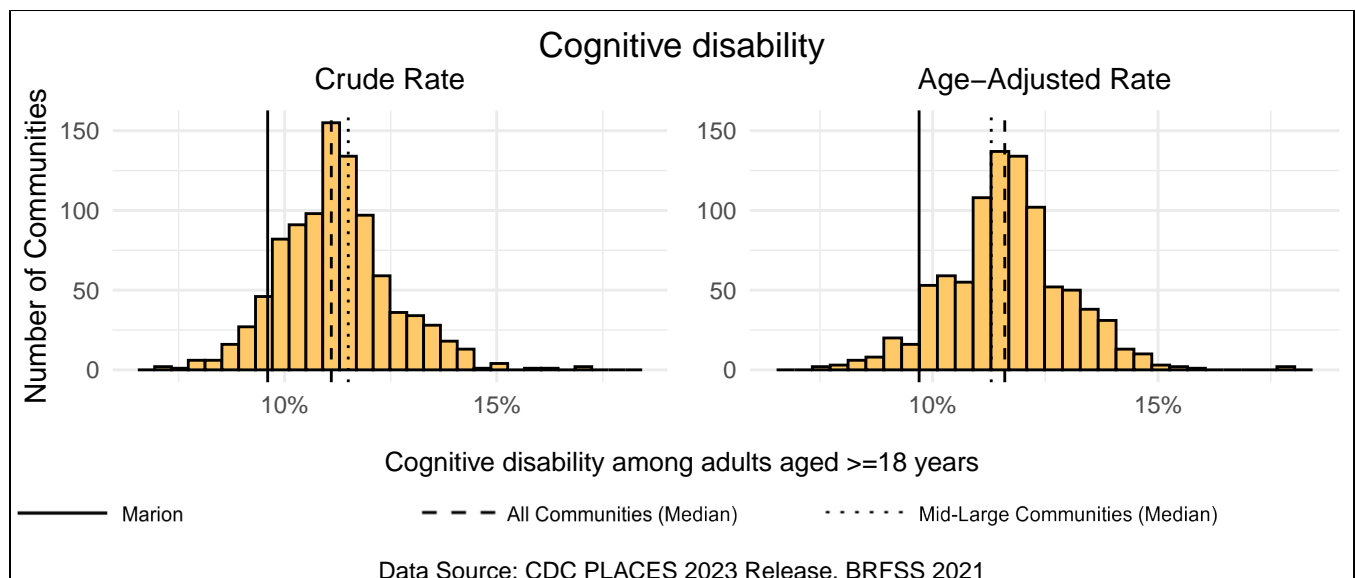 Cognitive disability
Crude Rate
Age−Adjusted Rate
Number of Communities
150
100
50
0
10%
15%
150
100
50
0
10%
15%
Cognitive disability among adults aged >=18 years
Marion
All Communities (Median)
Mid-Large Communities (Median)
Data Source: CDC PLACES 2023 Release, BRFSS 2021